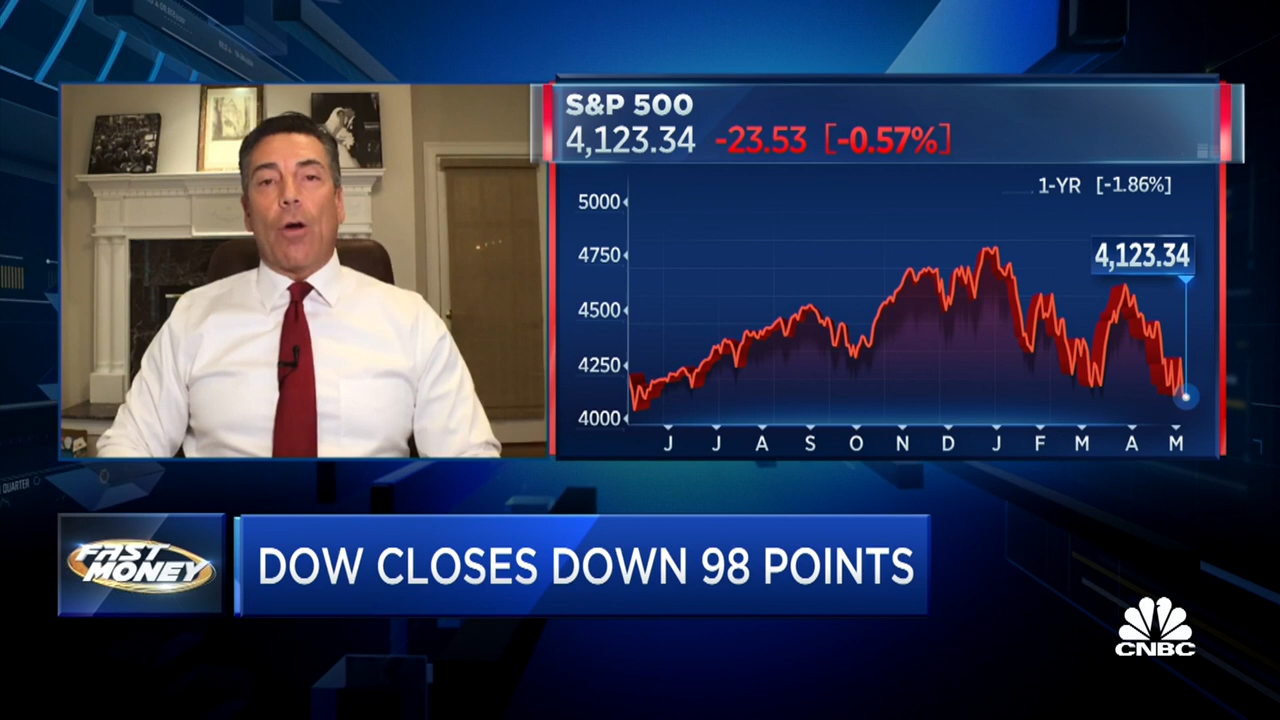 S&P 500
4,123.34 -23.53 [-0.57%]
1-YR [-1.86%]
5000
4750
4500
4250
4000
4,123.34
J J A S O N D J F M A M
QUARTER
FAST
MONEY
DOW CLOSES DOWN 98 POINTS
CNBC